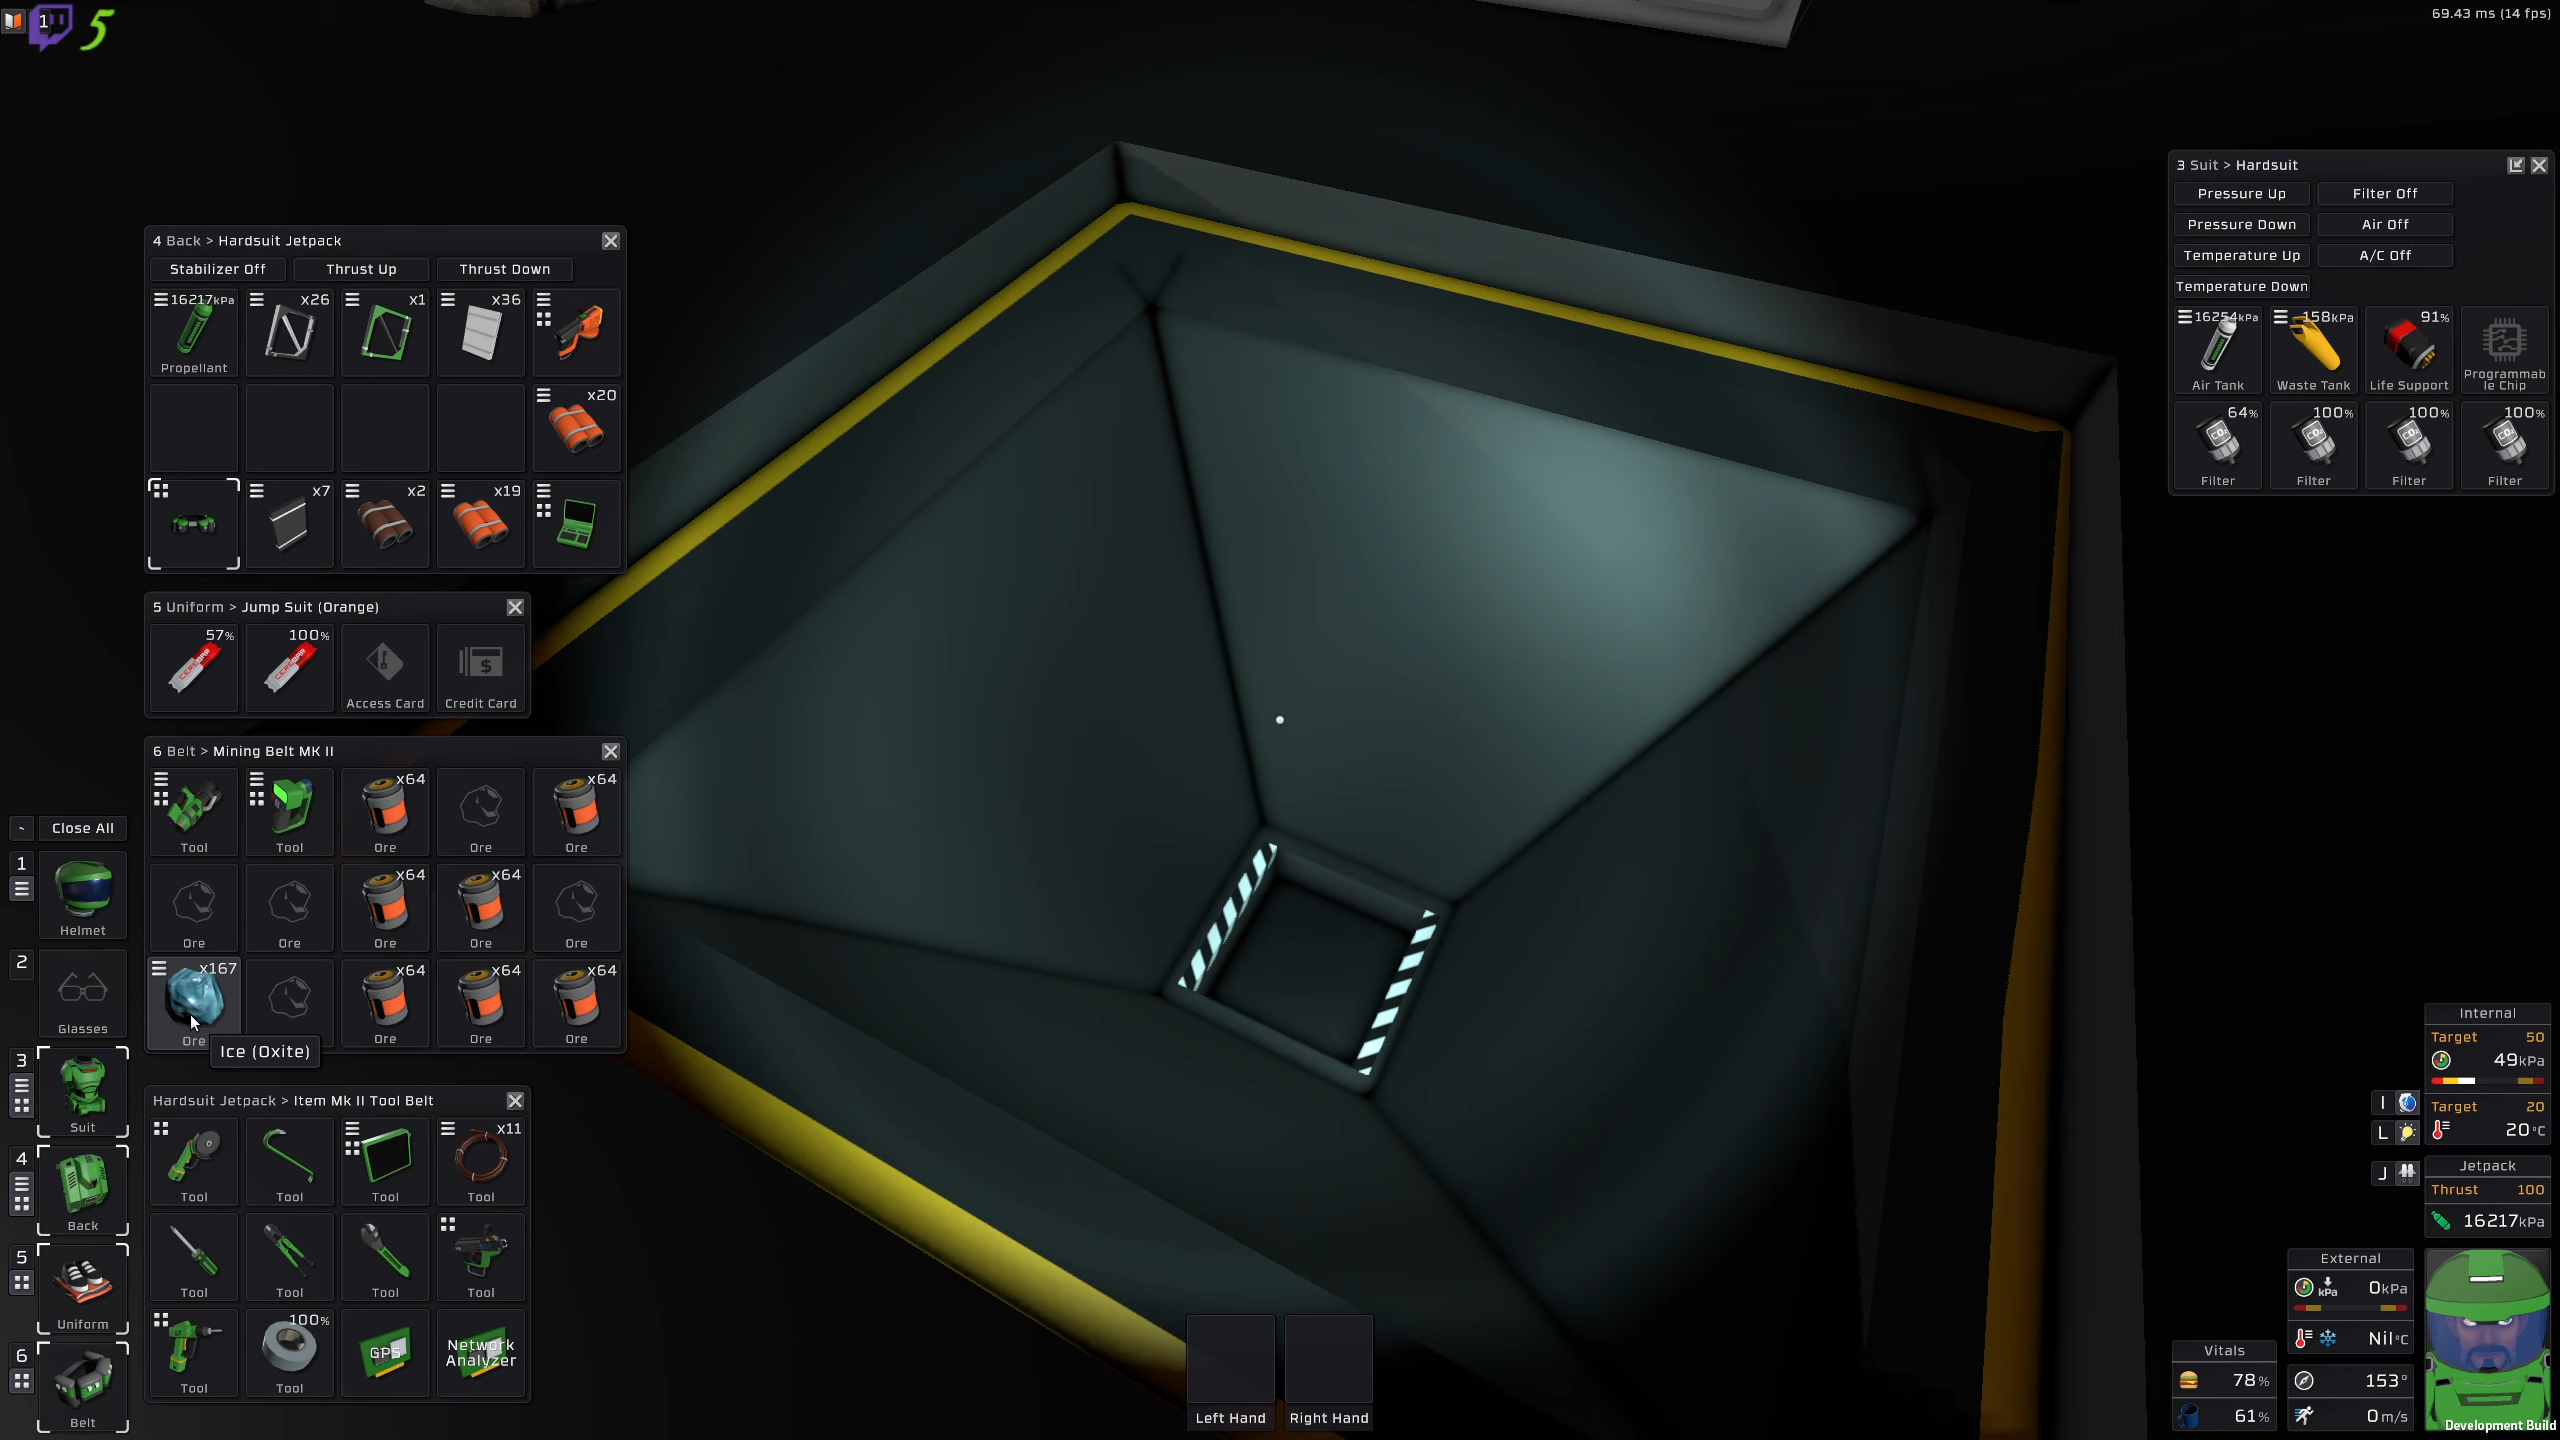 1
5
69.43 ms (14 fps)
4 Back > Hardsuit Jetpack
Stabilizer Off
Thrust Up
Thrust Down
16217kPa
x26
x1
x36
Propellant
x20
x7
x2
x19
5 Uniform > Jump Suit (Orange)
57%
100%
Access Card
Credit Card
6 Belt > Mining Belt MK II
x64
x64
Tool
Tool
Ore
Ore
Ore
x64
x64
Ore
Ore
Ore
Ore
Ore
x167
x64
x64
x64
Ore
Ore
Ore
Ore
Ice (Oxite)
Hardsuit Jetpack > Item Mk II Tool Belt
x11
Tool
Tool
Tool
Tool
Tool
Tool
Tool
Tool
100%
GPS
Network Analyzer
Tool
Tool
~
Close All
1
Helmet
2
Glasses
3
Suit
4
Back
5
Uniform
6
Belt
3 Suit > Hardsuit
Pressure Up
Filter Off
Pressure Down
Air Off
Temperature Up
A/C Off
Temperature Down
16254kPa
158kPa
91%
Air Tank
Waste Tank
Life Support
Programmab
le Chip
64%
100%
100%
100%
CO₂
CO₂
CO₂
CO₂
Filter
Filter
Filter
Filter
Internal
Target 50
49kPa
Target 20
20°C
I
L
J
Jetpack
Thrust 100
16217kPa
External
kPa
0kPa
Nil°C
Vitals
78%
153°
61%
0m/s
Development Build
Left Hand
Right Hand